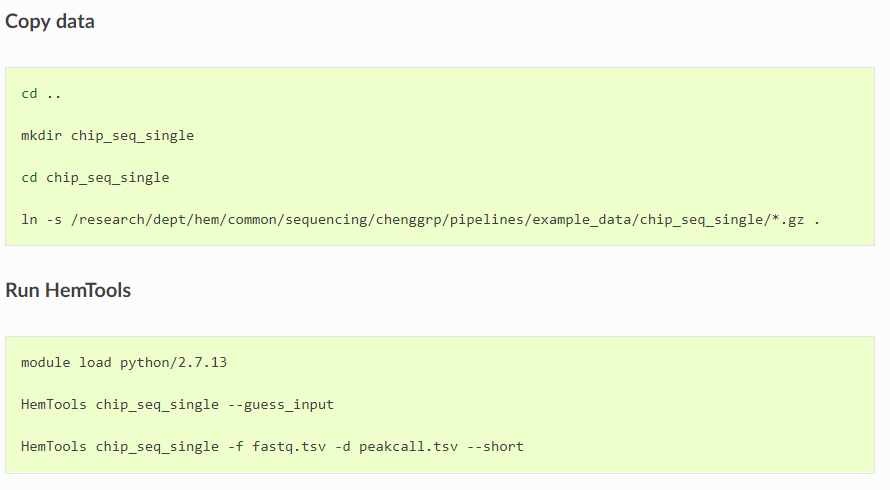 Copy data
cd ..
mkdir chip_seq_single
cd chip_seq_single
ln -s /research/dept/hem/common/sequencing/chenggrp/pipelines/example_data/chip_seq_single/*.gz .
Run HemTools
module load python/2.7.13
HemTools chip_seq_single --guess_input
HemTools chip_seq_single -f fastq.tsv -d peakcall.tsv --short